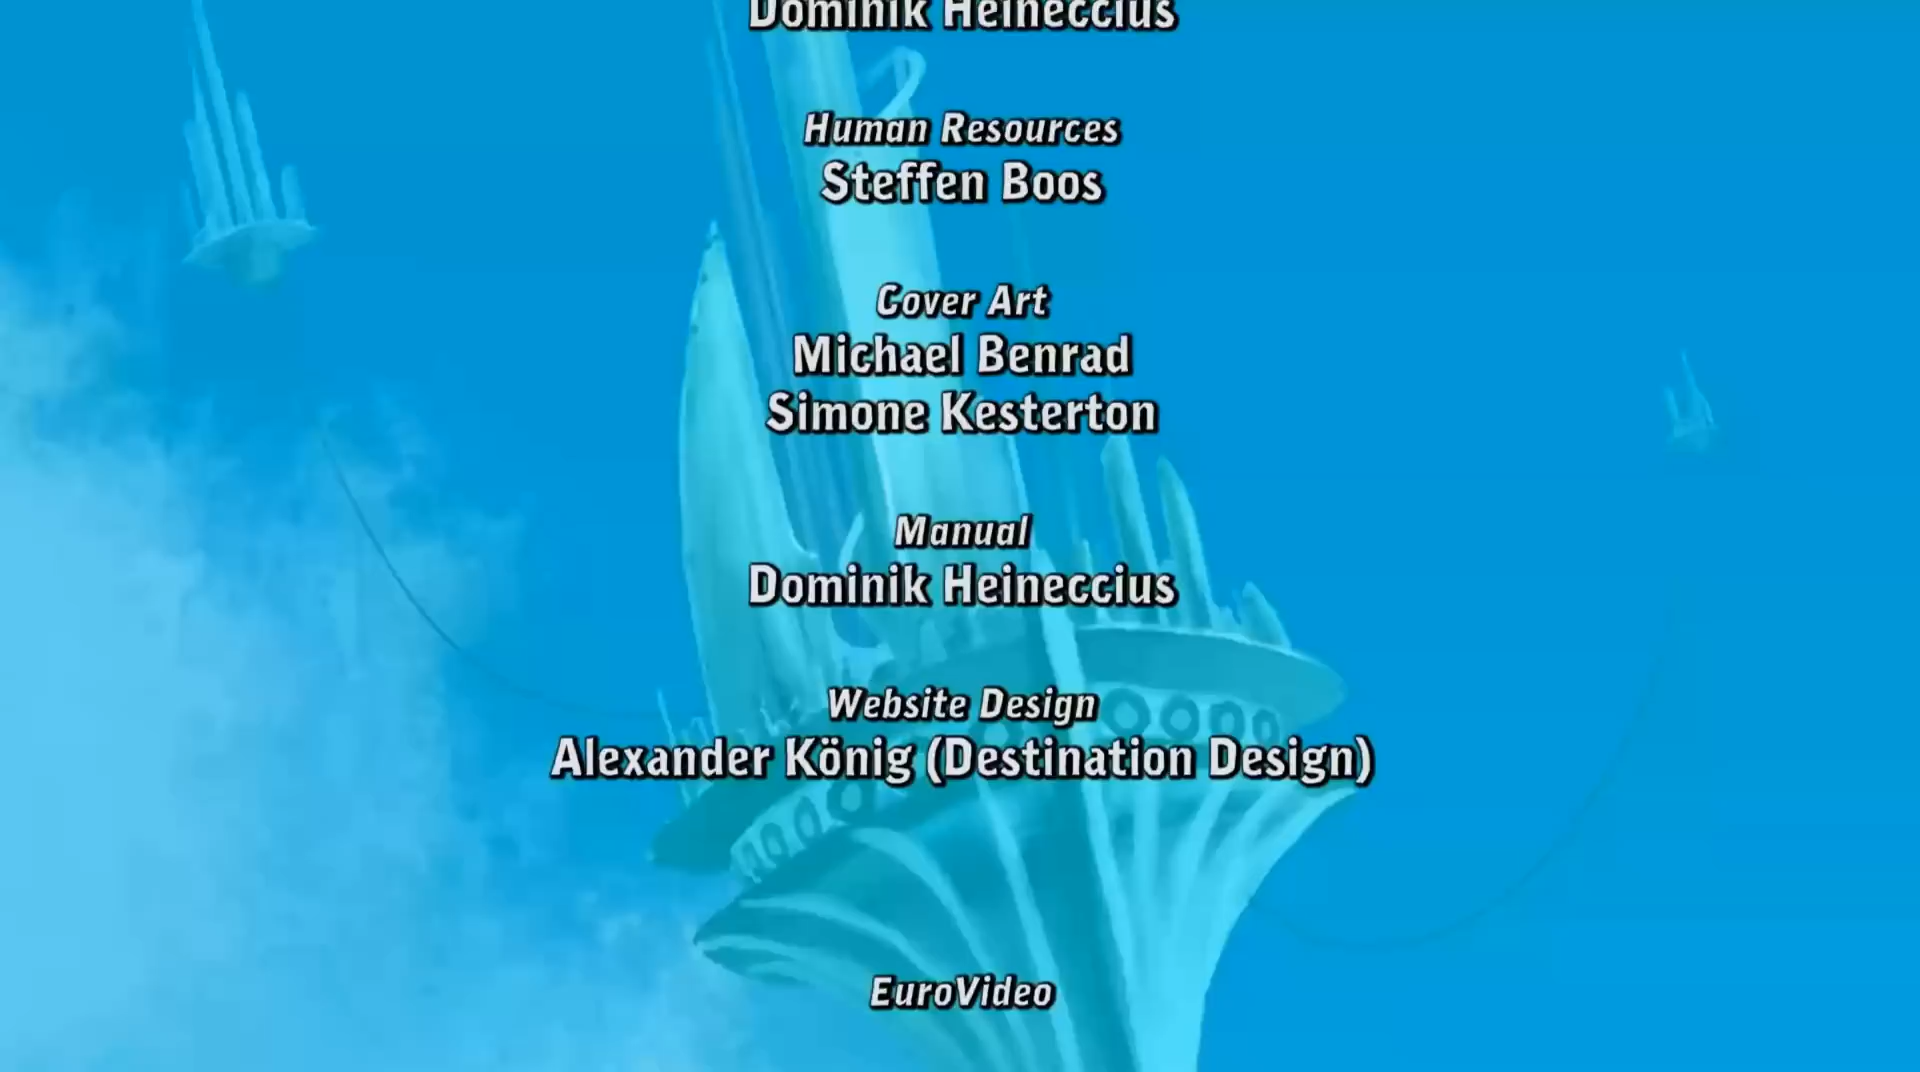 Dominik Heineccius
Human Resources
Steffen Boos
Cover Art
Michael Benrad
Simone Kesterton
Manual
Dominik Heineccius
Website Design
Alexander König (Destination Design)
EuroVideo